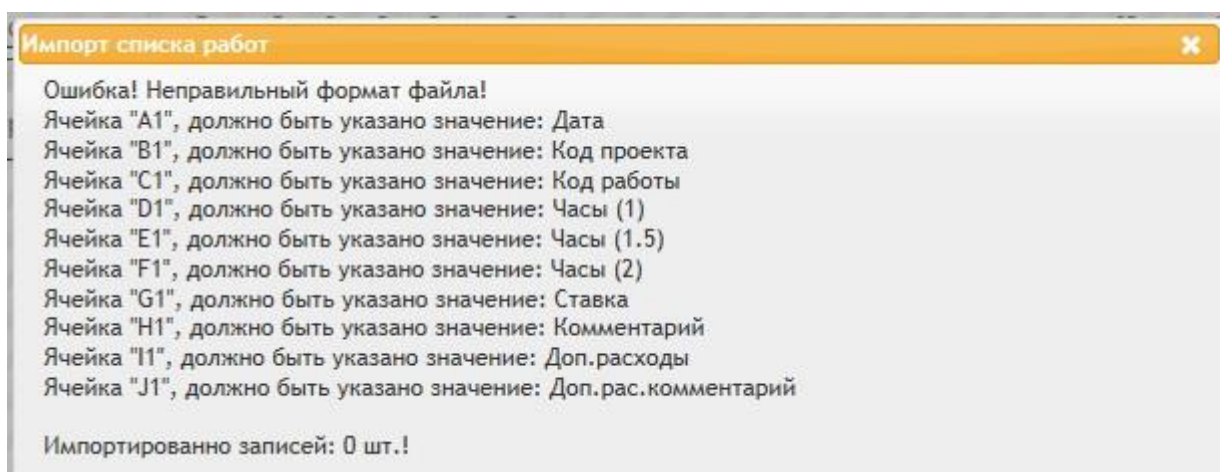 Импорт списка работ
Ошибка! Неправильный формат файла!
Ячейка "A1", должно быть указано значение: Дата
Ячейка "B1", должно быть указано значение: Код проекта
Ячейка "C1", должно быть указано значение: Код работы
Ячейка "D1", должно быть указано значение: Часы (1)
Ячейка "E1", должно быть указано значение: Часы (1.5)
Ячейка "F1", должно быть указано значение: Часы (2)
Ячейка "G1", должно быть указано значение: Ставка
Ячейка "H1", должно быть указано значение: Комментарий
Ячейка "I1", должно быть указано значение: Доп.расходы
Ячейка "J1", должно быть указано значение: Доп.рас.комментарий
Импортированно записей: 0 шт.!